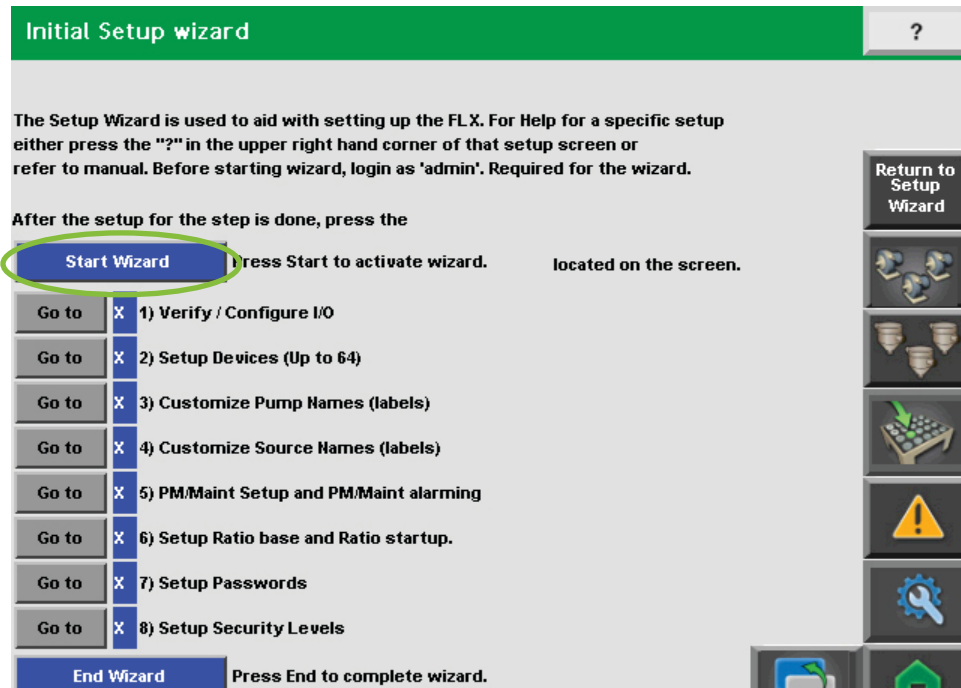 Initial Setup wizard
?
The Setup Wizard is used to aid with setting up the FLX. For Help for a specific setup
either press the "?" in the upper right hand corner of that setup screen or
refer to manual. Before starting wizard, login as 'admin'. Required for the wizard.
Return to
Setup
Wizard
After the setup for the step is done, press the
Start Wizard Press Start to activate wizard. located on the screen.
Go to X 1) Verify / Configure I/O
Go to X 2) Setup Devices (Up to 64)
Go to X 3) Customize Pump Names (labels)
Go to X 4) Customize Source Names (labels)
Go to X 5) PM/Maint Setup and PM/Maint alarming
Go to X 6) Setup Ratio base and Ratio startup.
Go to X 7) Setup Passwords
Go to X 8) Setup Security Levels
End Wizard Press End to complete wizard.